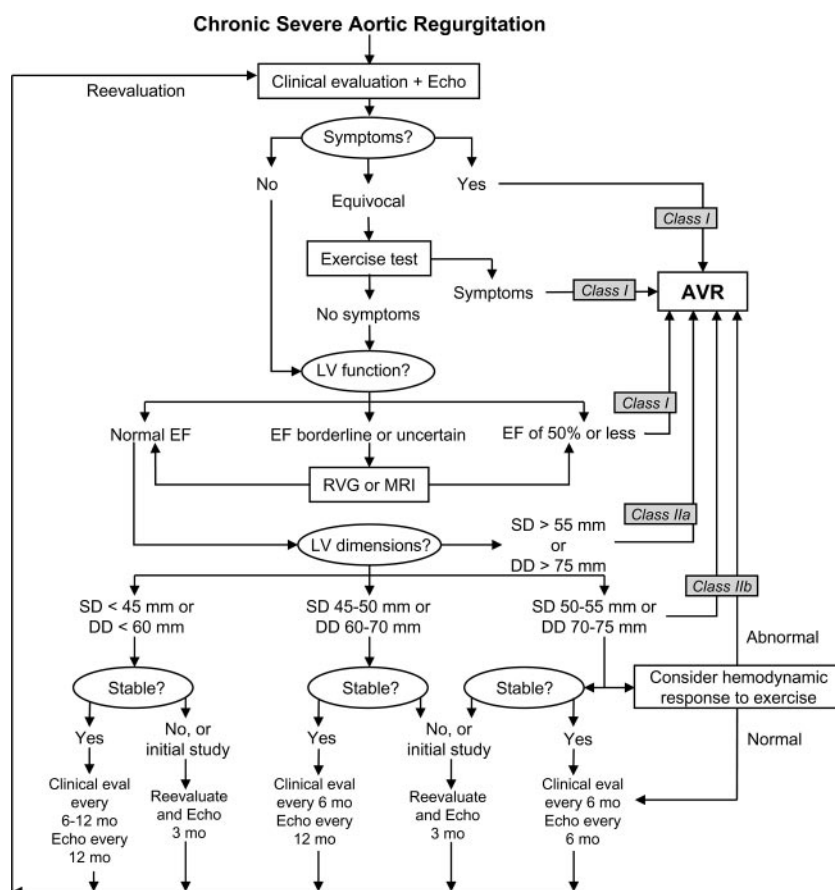 Chronic Severe Aortic Regurgitation
Reevaluation
Clinical evaluation + Echo
Symptoms?
No
Equivocal
Yes
Class I
Exercise test
Symptoms
Class I
AVR
No symptoms
LV function?
Class I
Normal EF
EF borderline or uncertain
EF of 50% or less
RVG or MRI
Class IIa
LV dimensions?
SD > 55 mm
or
DD > 75 mm
Class IIb
SD < 45 mm or
DD < 60 mm
SD 45-50 mm or
DD 60-70 mm
SD 50-55 mm or
DD 70-75 mm
Abnormal
Stable?
Stable?
Stable?
Consider hemodynamic
response to exercise
Yes
No, or
initial study
Yes
No, or
initial study
Yes
Normal
Clinical eval
every
6-12 mo
Echo every
12 mo
Reevaluate
and Echo
3 mo
Clinical eval
every 6 mo
Echo every
12 mo
Reevaluate
and Echo
3 mo
Clinical eval
every 6 mo
Echo every
6 mo